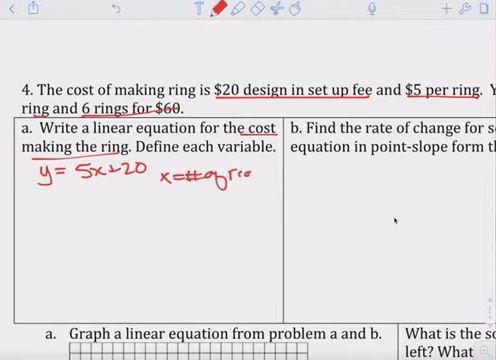 4. The cost of making ring is $20 design in set up fee and $5 per ring. Y
ring and 6 rings for $60.
a. Write a linear equation for the cost
making the ring. Define each variable.
y = 5x+20 x=# of
b. Find the rate of change for s
equation in point-slope form th
a. Graph a linear equation from problem a and b.
What is the so
left? What